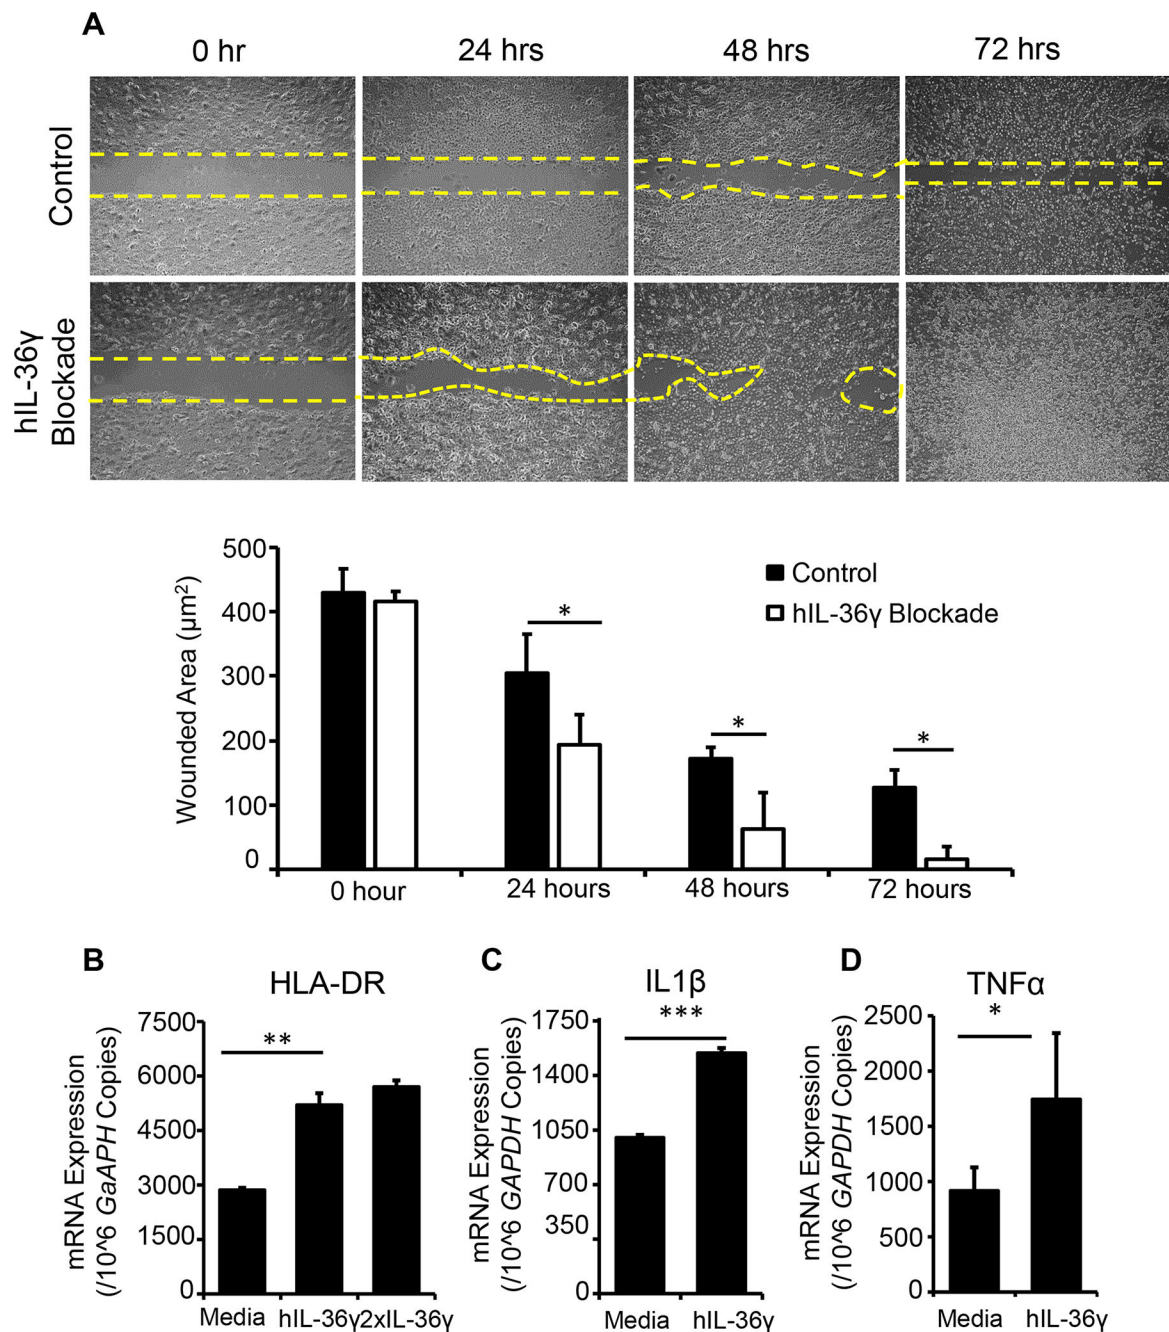 A
0 hr 24 hrs 48 hrs 72 hrs
Control
hIL-36γ
Blockade
500
400
300
200
100
0
Wounded Area (µm²)
* * *
Control
hIL-36γ Blockade
0 hour 24 hours 48 hours 72 hours
B
HLA-DR
mRNA Expression
(/10^6 GaAPH Copies)
7500
6000
4500
3000
1500
0
**
Media hIL-36γ 2xIL-36γ
C
IL1β
mRNA Expression
(/10^6 GAPDH Copies)
1750
1400
1050
700
350
0
***
Media hIL-36γ
D
TNFα
mRNA Expression
(/10^6 GAPDH Copies)
2500
2000
1500
1000
500
0
*
Media hIL-36γ